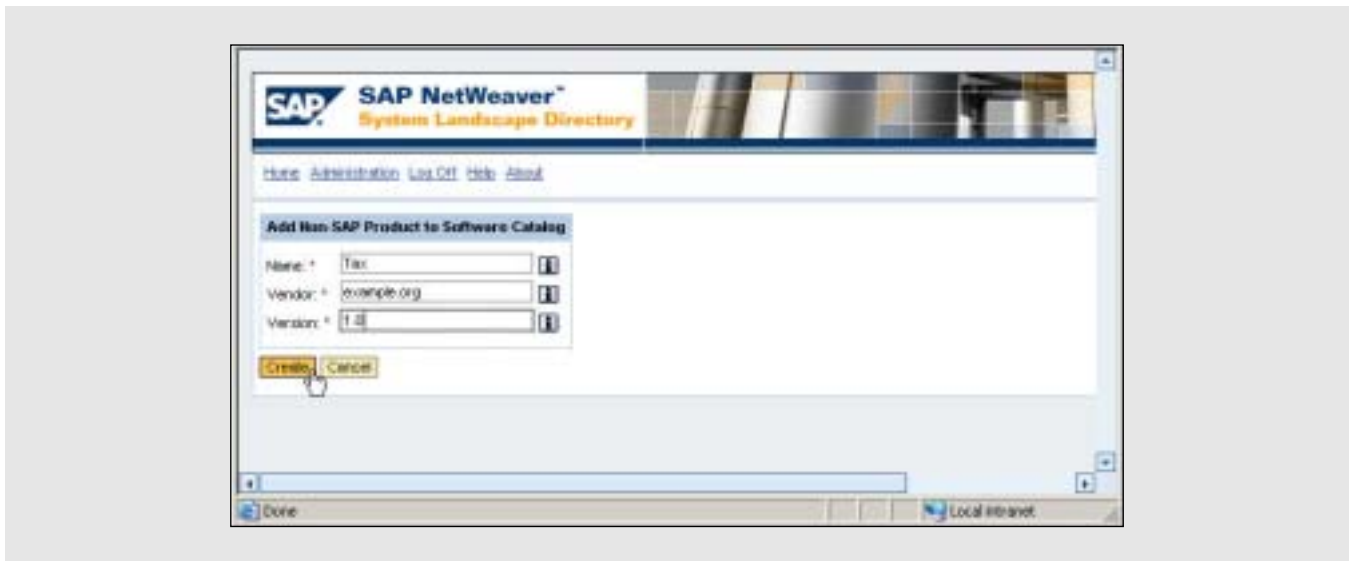 SAP
SAP NetWeaver™
System Landscape Directory
Home Administration Log Off Help About
Add Non-SAP Product to Software Catalog
Name: * Tax
Vendor: * example.org
Version: * 1.0
Create Cancel
Done Local intranet